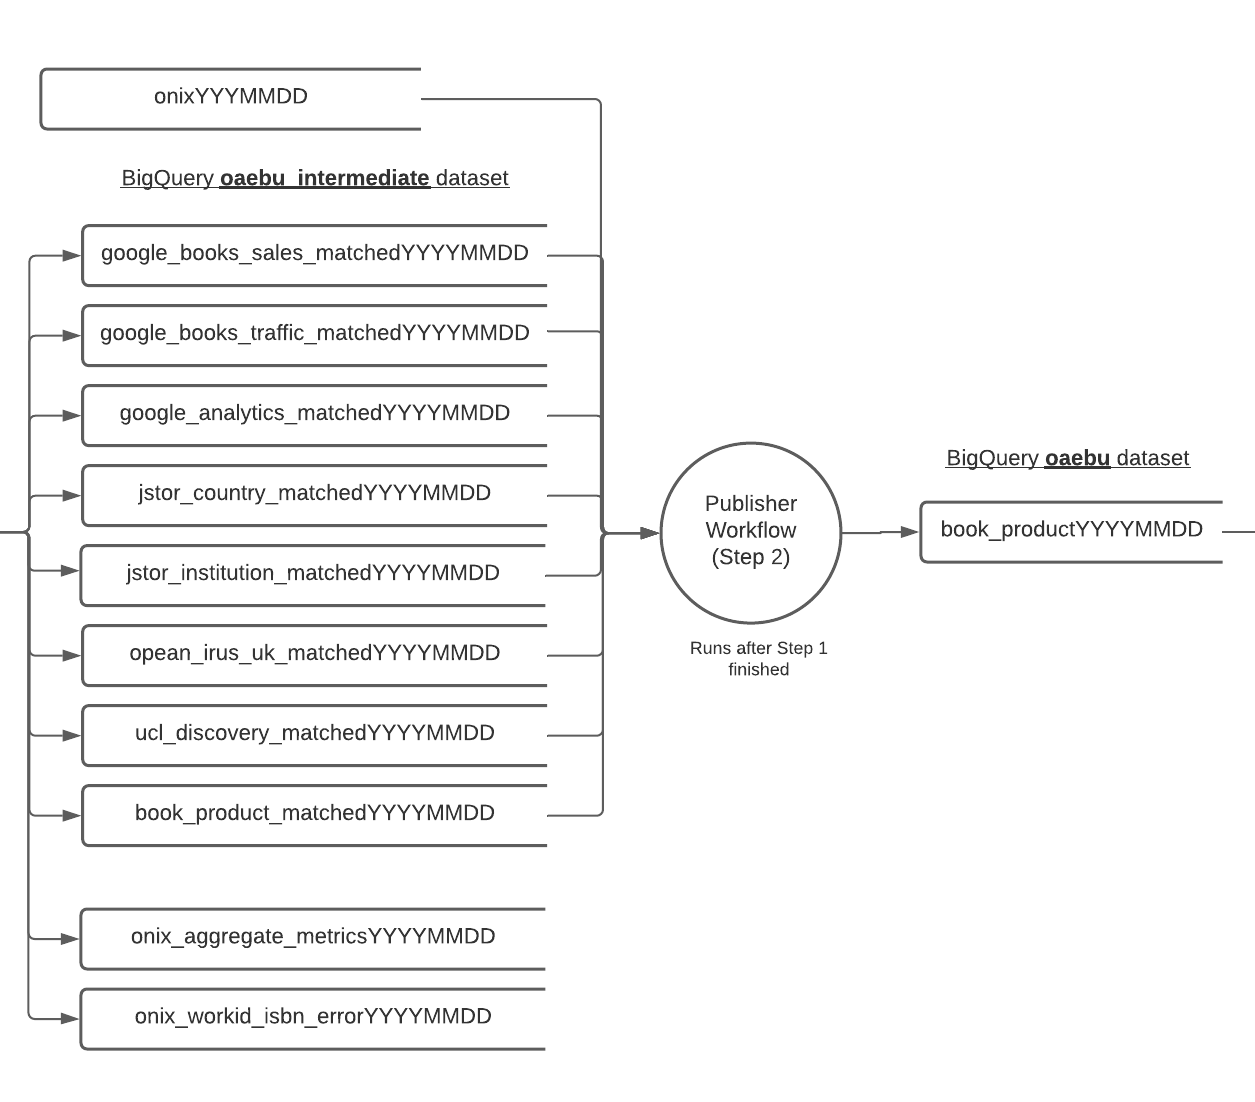 onixYYYMMDD
BigQuery oaebu_intermediate dataset
google_books_sales_matchedYYYYMMDD
google_books_traffic_matchedYYYYMMDD
google_analytics_matchedYYYYMMDD
jstor_country_matchedYYYYMMDD
jstor_institution_matchedYYYYMMDD
opean_irus_uk_matchedYYYYMMDD
ucl_discovery_matchedYYYYMMDD
book_product_matchedYYYYMMDD
onix_aggregate_metricsYYYYMMDD
onix_workid_isbn_errorYYYYMMDD
Publisher
Workflow
(Step 2)
Runs after Step 1
finished
BigQuery oaebu dataset
book_productYYYYMMDD